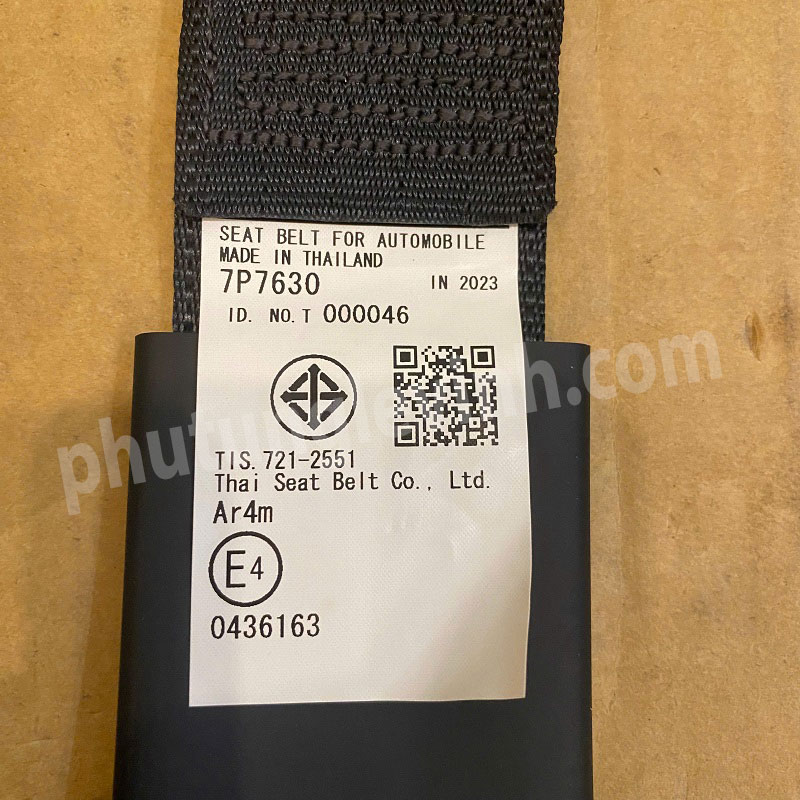 SEAT BELT FOR AUTOMOBILE
MADE IN THAILAND
7P7630 IN 2023
ID. NO. T 000046
TIS. 721-2551
Thai Seat Belt Co., Ltd.
Ar4m
E4
0436163